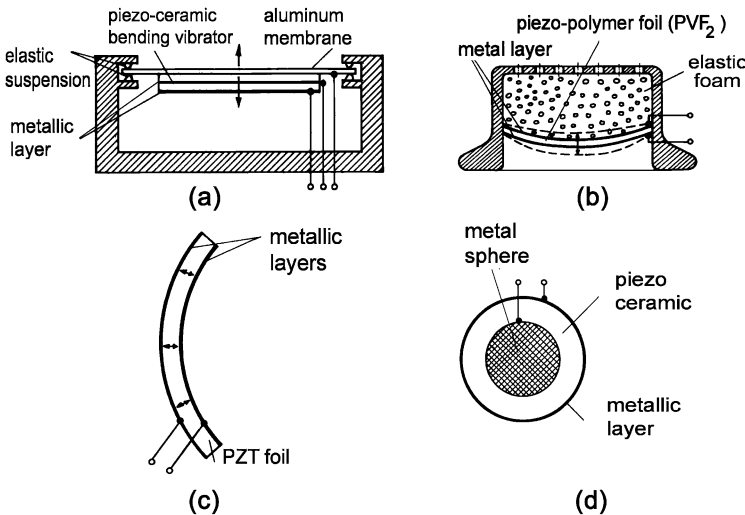 piezo-ceramic
bending vibrator
aluminum
membrane
elastic
suspension
metallic
layer
(a)
piezo-polymer foil (PVF2)
metal layer
elastic
foam
(b)
metallic
layers
PZT foil
(c)
metal
sphere
piezo
ceramic
metallic
layer
(d)